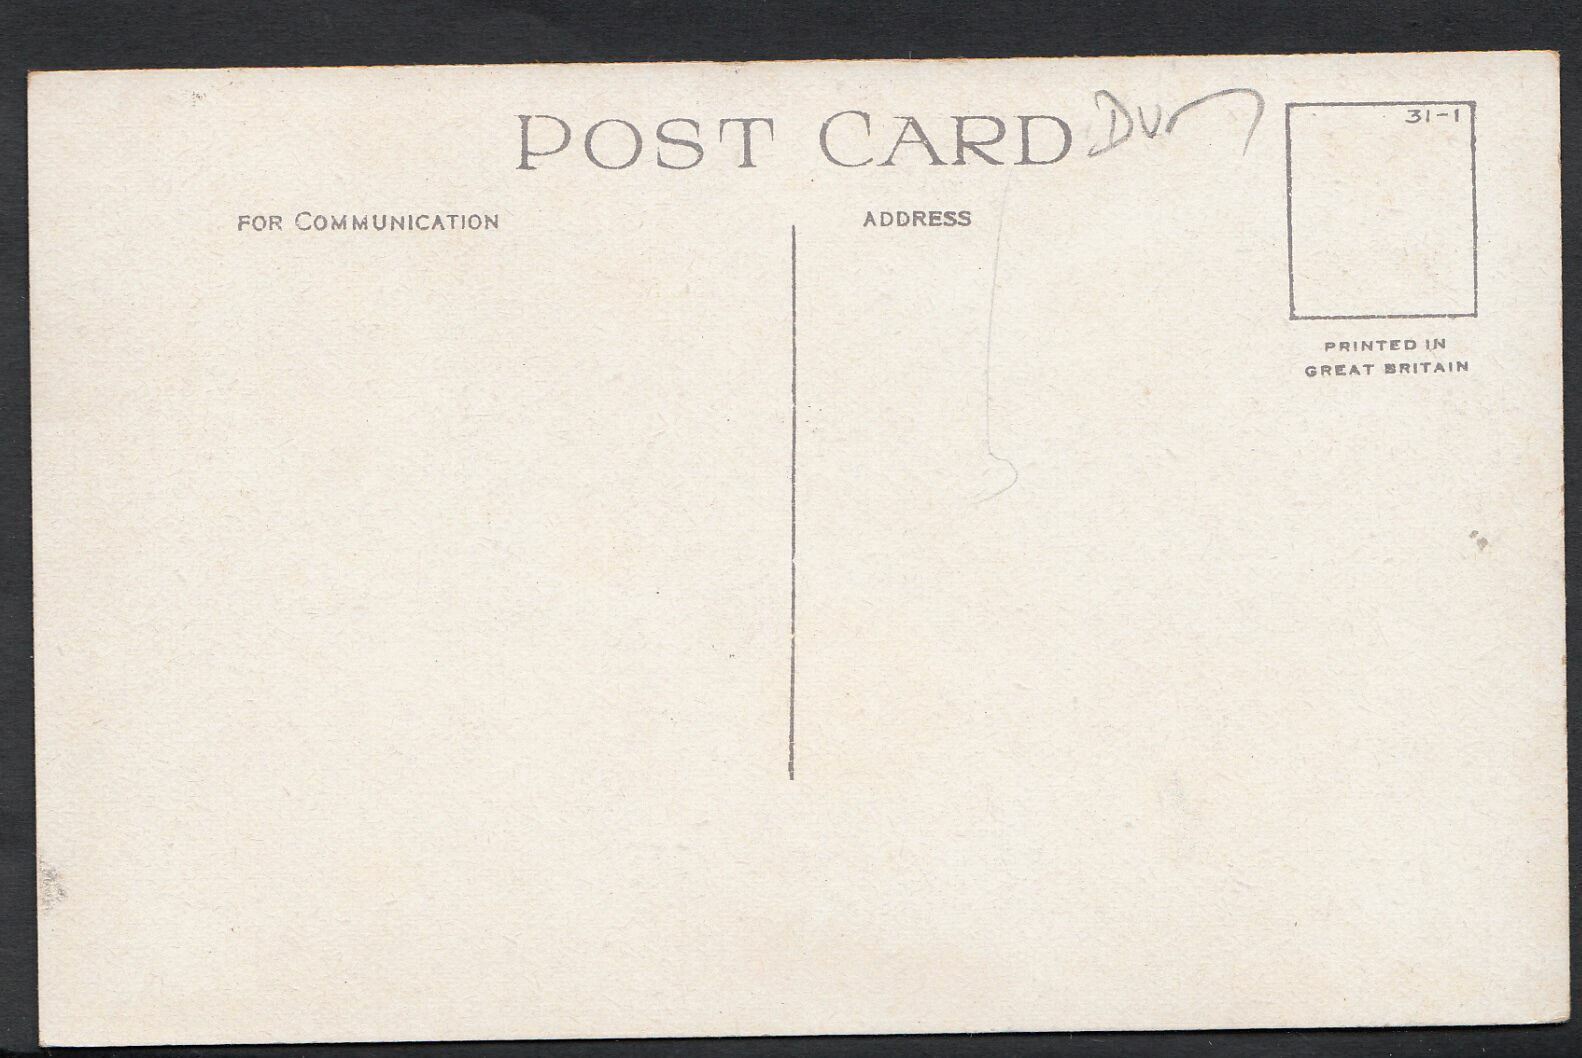 POST CARD
FOR COMMUNICATION
ADDRESS
31-1
PRINTED IN
GREAT BRITAIN